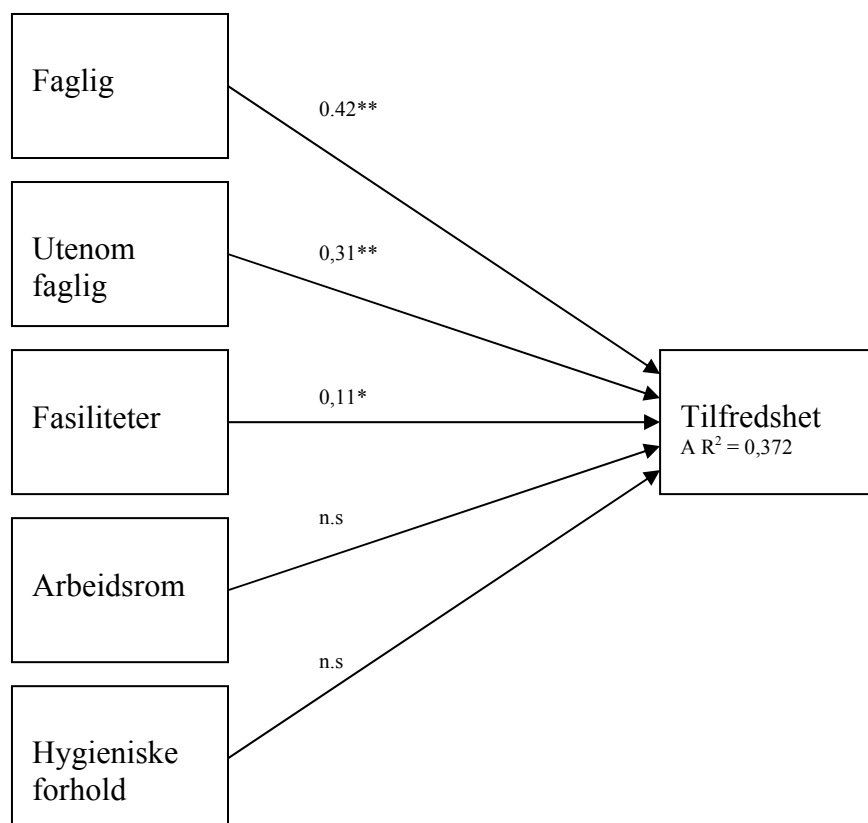 Faglig
0.42**
Utenom
faglig
0,31**
Fasiliteter
0,11*
Tilfredshet
A R² = 0,372
Arbeidsrom
n.s
Hygieniske
forhold
n.s